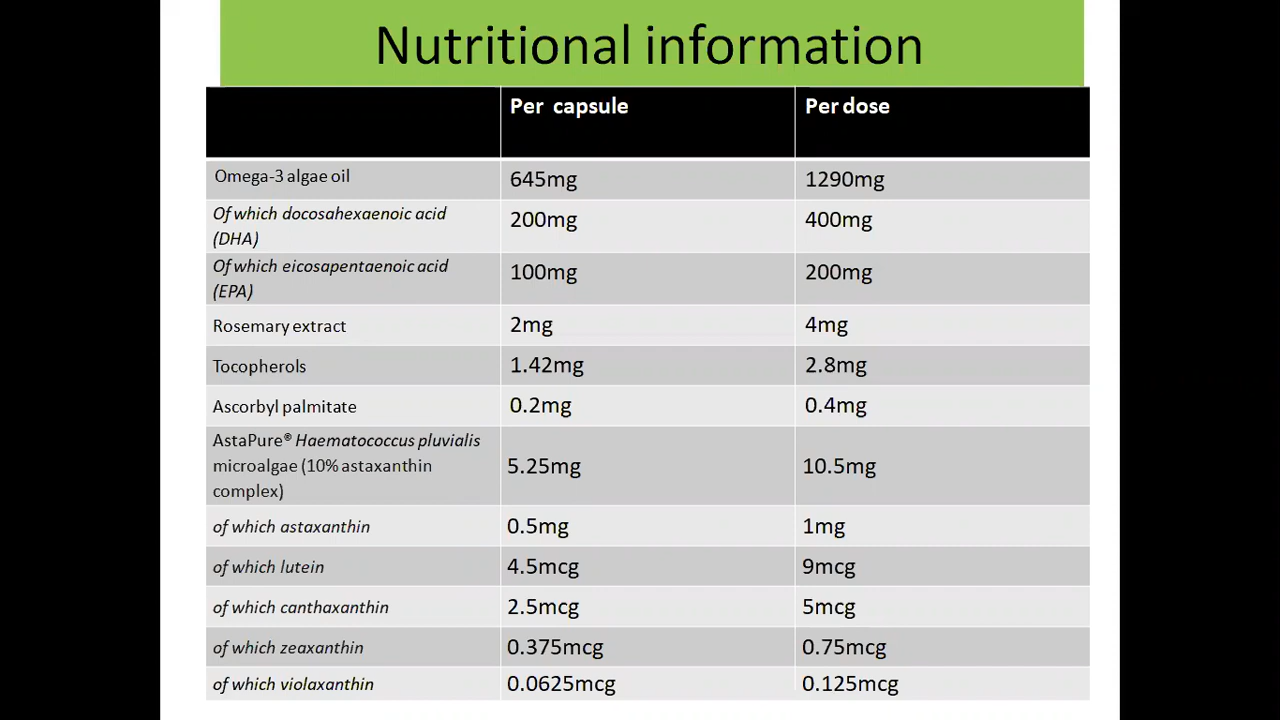 Nutritional information
Per capsule Per dose
Omega-3 algae oil 645mg 1290mg
Of which docosahexaenoic acid
(DHA) 200mg 400mg
Of which eicosapentaenoic acid
(EPA) 100mg 200mg
Rosemary extract 2mg 4mg
Tocopherols 1.42mg 2.8mg
Ascorbyl palmitate 0.2mg 0.4mg
AstaPure® Haematococcus pluvialis
microalgae (10% astaxanthin
complex) 5.25mg 10.5mg
of which astaxanthin 0.5mg 1mg
of which lutein 4.5mcg 9mcg
of which canthaxanthin 2.5mcg 5mcg
of which zeaxanthin 0.375mcg 0.75mcg
of which violaxanthin 0.0625mcg 0.125mcg